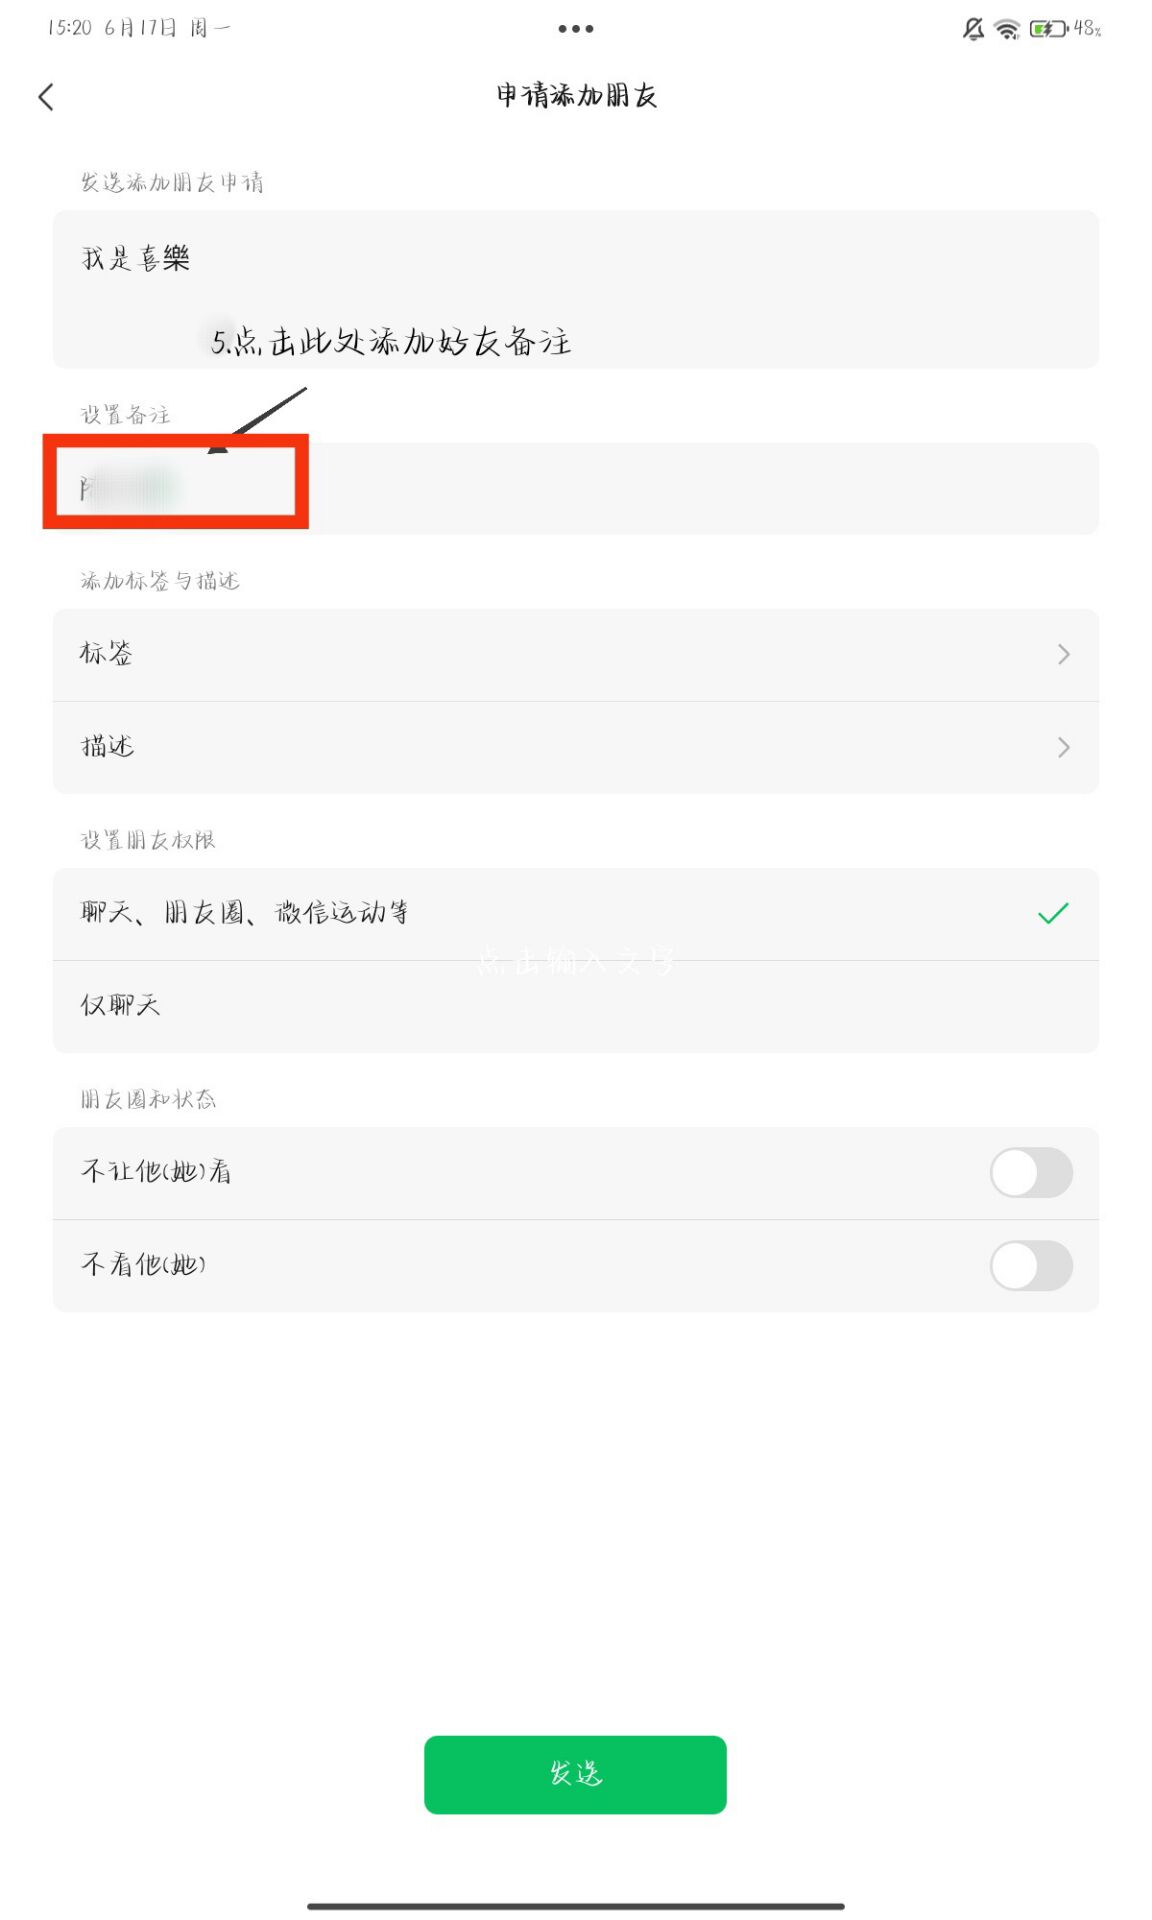 15:20 6月17日 周一
48%
申请添加朋友
发送添加朋友申请
我是喜樂
5.点击此处添加好友备注
设置备注
添加标签与描述
标签
描述
设置朋友权限
聊天、朋友圈、微信运动等
点击输入文字
仅聊天
朋友圈和状态
不让他(她)看
不看他(她)
发送